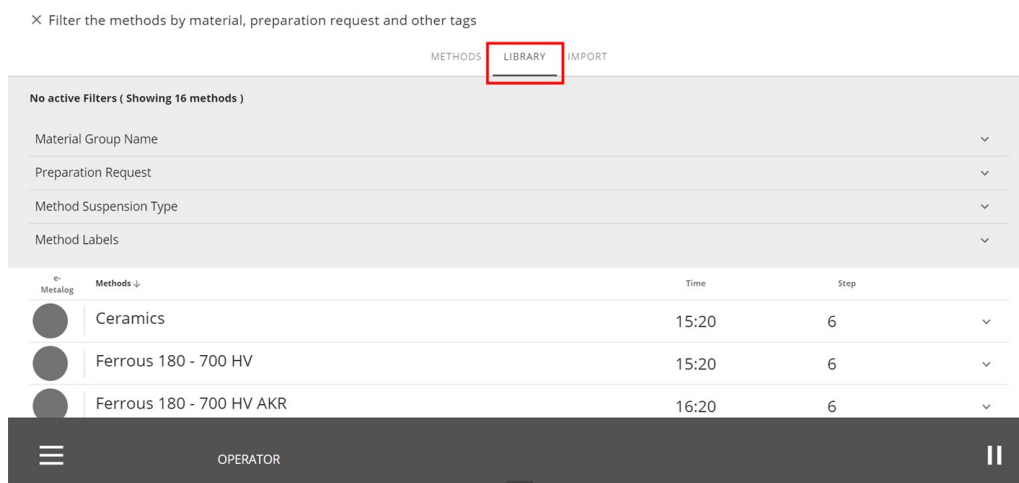 × Filter the methods by material, preparation request and other tags
METHODS LIBRARY IMPORT
No active Filters ( Showing 16 methods )
Material Group Name
Preparation Request
Method Suspension Type
Method Labels
e-
Metalog Methods ↓ Time Step
Ceramics 15:20 6
Ferrous 180 - 700 HV 15:20 6
Ferrous 180 - 700 HV AKR 16:20 6
OPERATOR